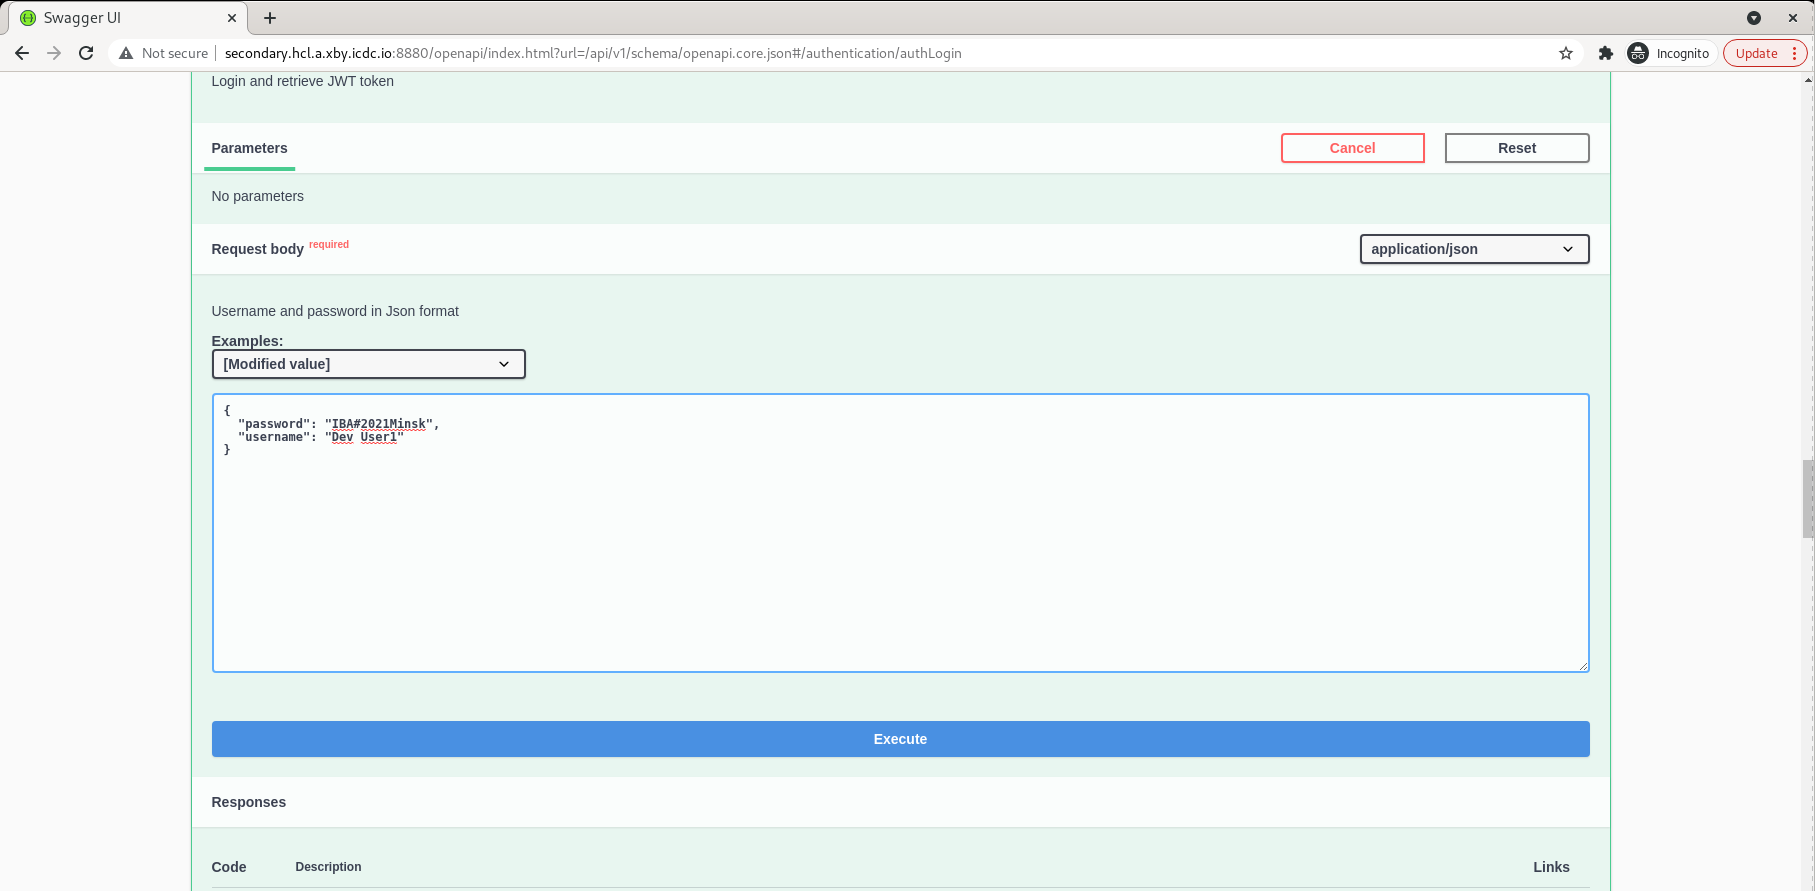 Swagger UI
Not secure
secondary.hcl.a.xby.icdc.io:8880/openapi/index.html?url=/api/v1/schema/openapi.core.json#/authentication/authLogin
Incognito
Update
Login and retrieve JWT token
Parameters
Cancel
Reset
No parameters
Request body required
application/json
Username and password in Json format
Examples:
[Modified value]
{
"password": "IBA#2021Minsk",
"username": "Dev User1"
}
Execute
Responses
Code
Description
Links